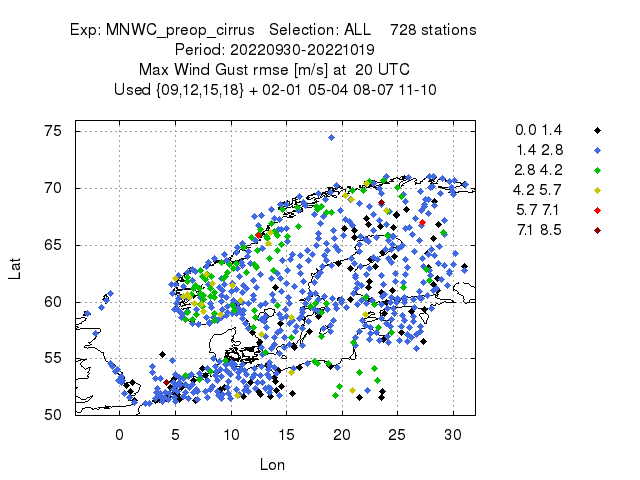 Exp: MNWC_preop_cirrus   Selection: ALL    728 stations
Period: 20220930-20221019
Max Wind Gust rmse [m/s] at  20 UTC
Used {09,12,15,18} + 02-01 05-04 08-07 11-10
0.0 1.4
1.4 2.8
2.8 4.2
4.2 5.7
5.7 7.1
7.1 8.5
75
70
65
60
55
50
Lat
0 5 10 15 20 25 30
Lon